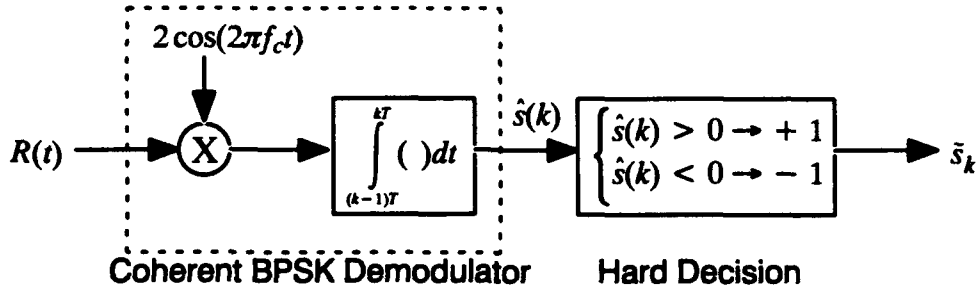 2 cos(2πf_c t)
R(t)
X
∫_{(k−1)T}^{kT} ( )dt
ŝ(k)
ŝ(k) > 0 → + 1
ŝ(k) < 0 → − 1
s̃_k
Coherent BPSK Demodulator
Hard Decision